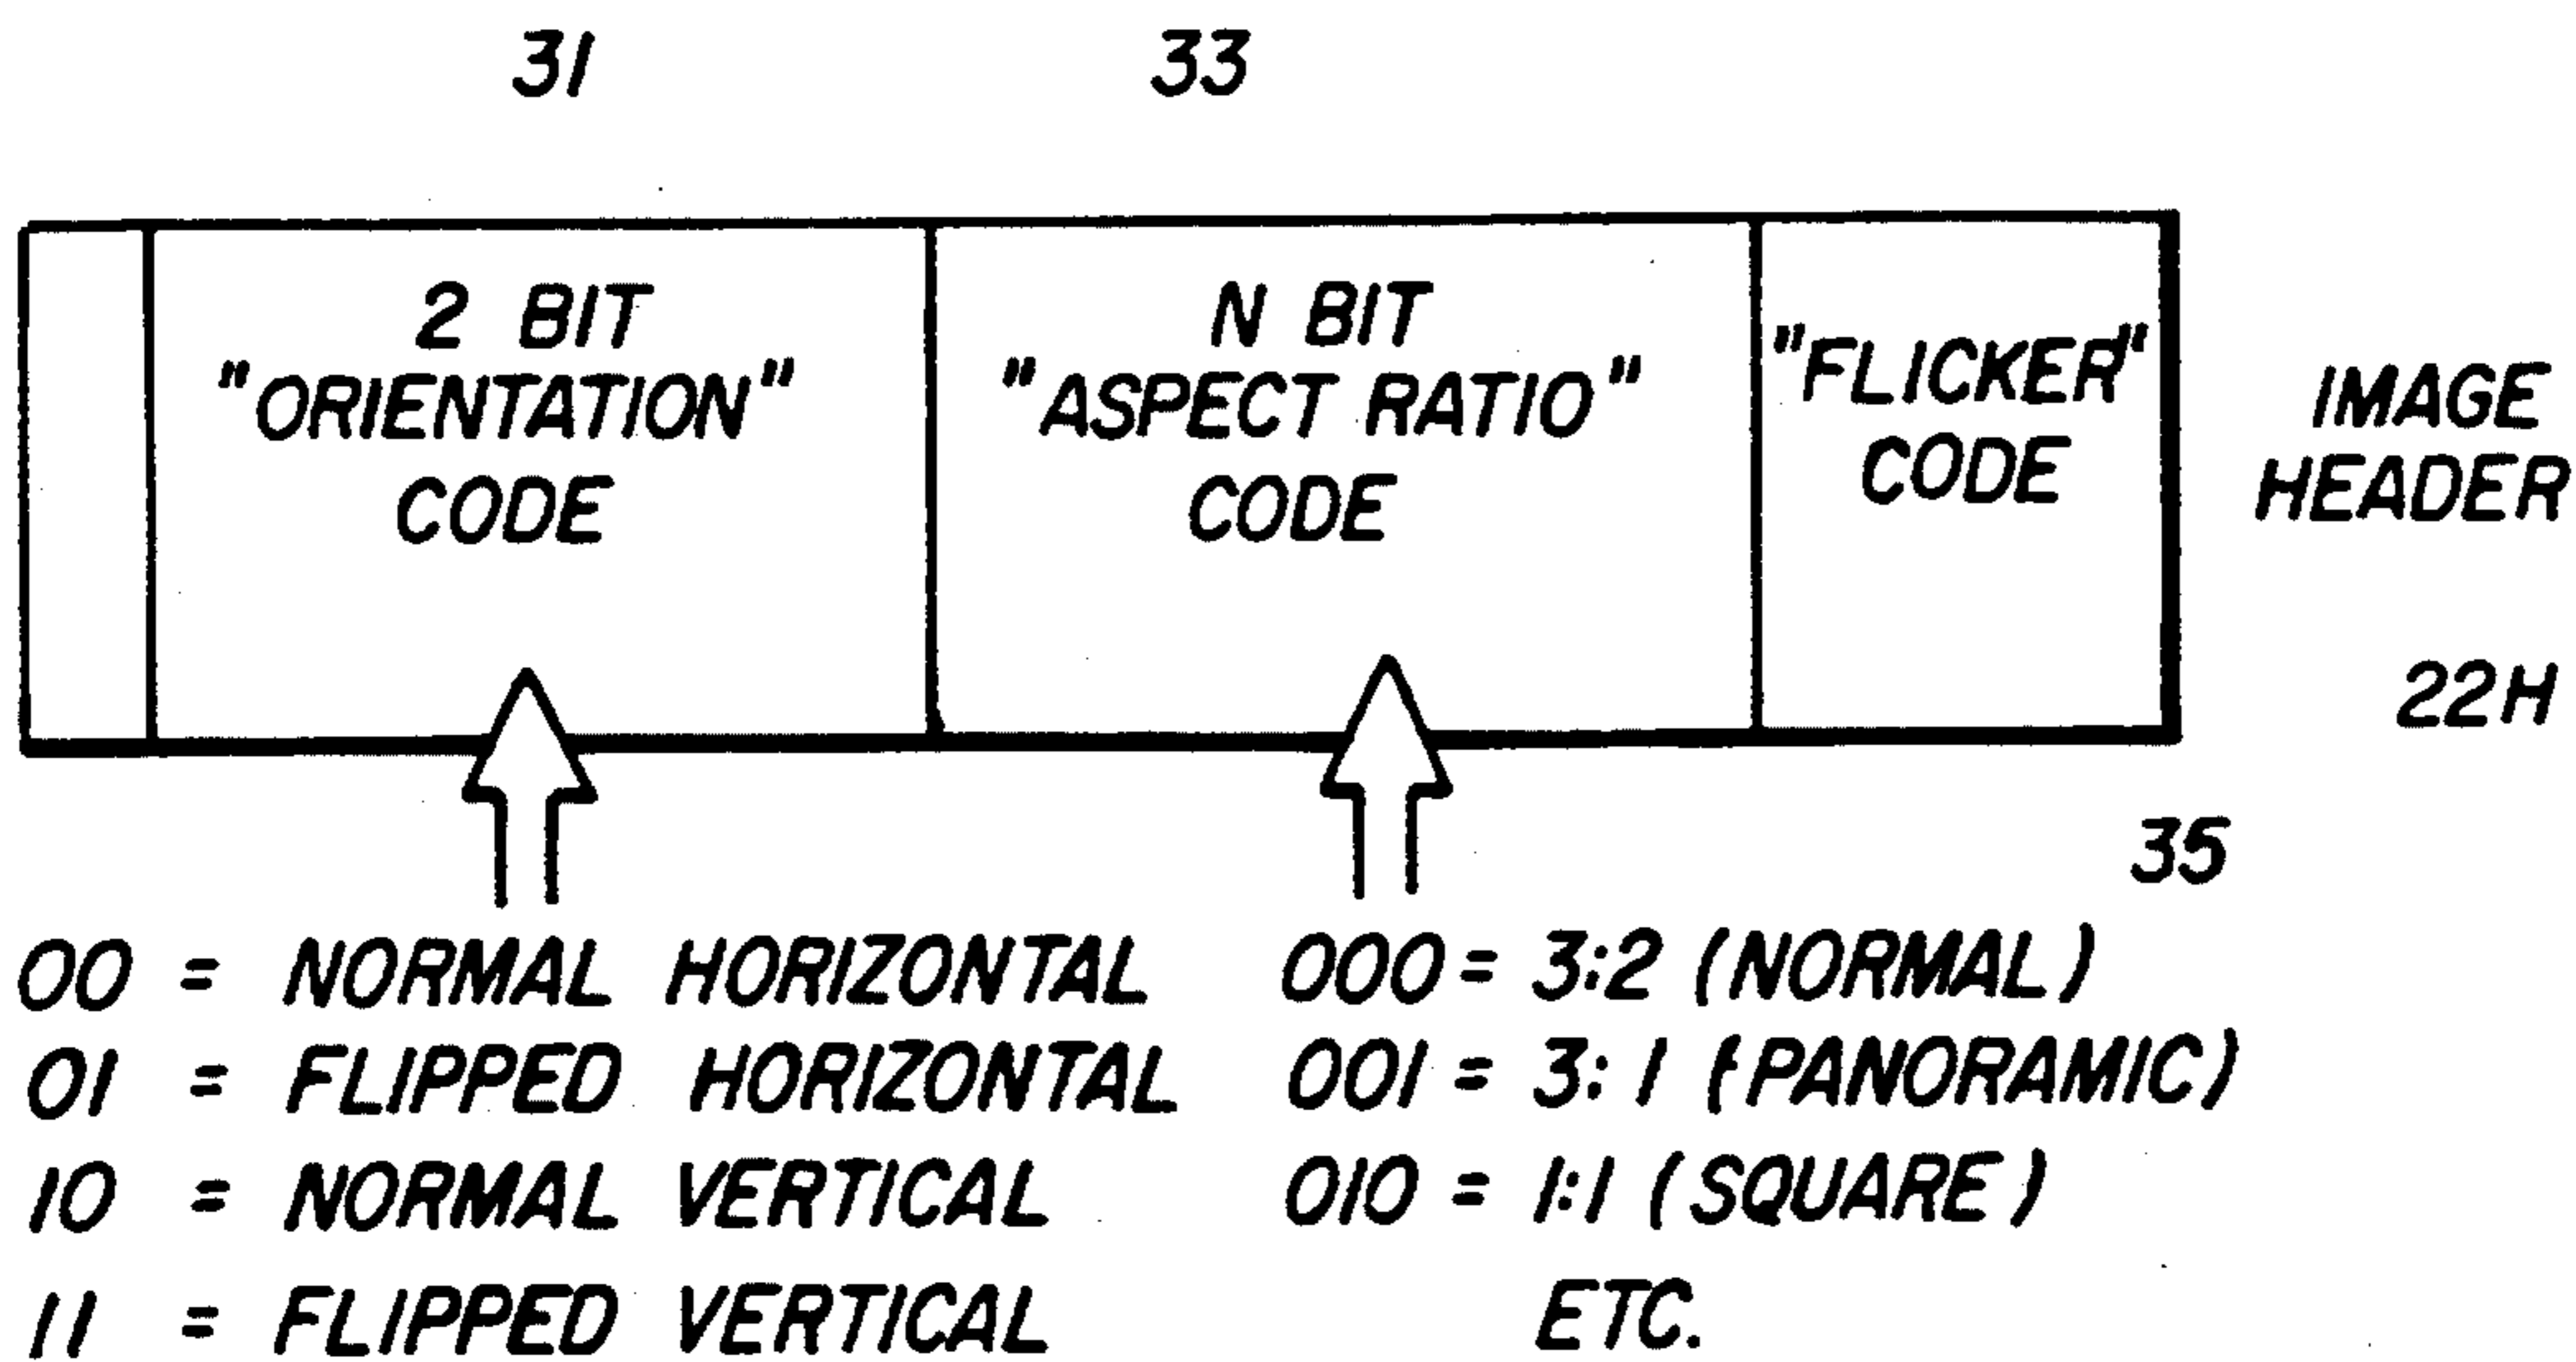 31
33
2 BIT
"ORIENTATION"
CODE
N BIT
"ASPECT RATIO"
CODE
"FLICKER"
CODE
IMAGE
HEADER
22H
35
00 = NORMAL HORIZONTAL
01 = FLIPPED HORIZONTAL
10 = NORMAL VERTICAL
11 = FLIPPED VERTICAL
000 = 3:2 (NORMAL)
001 = 3:1 (PANORAMIC)
010 = 1:1 (SQUARE)
ETC.